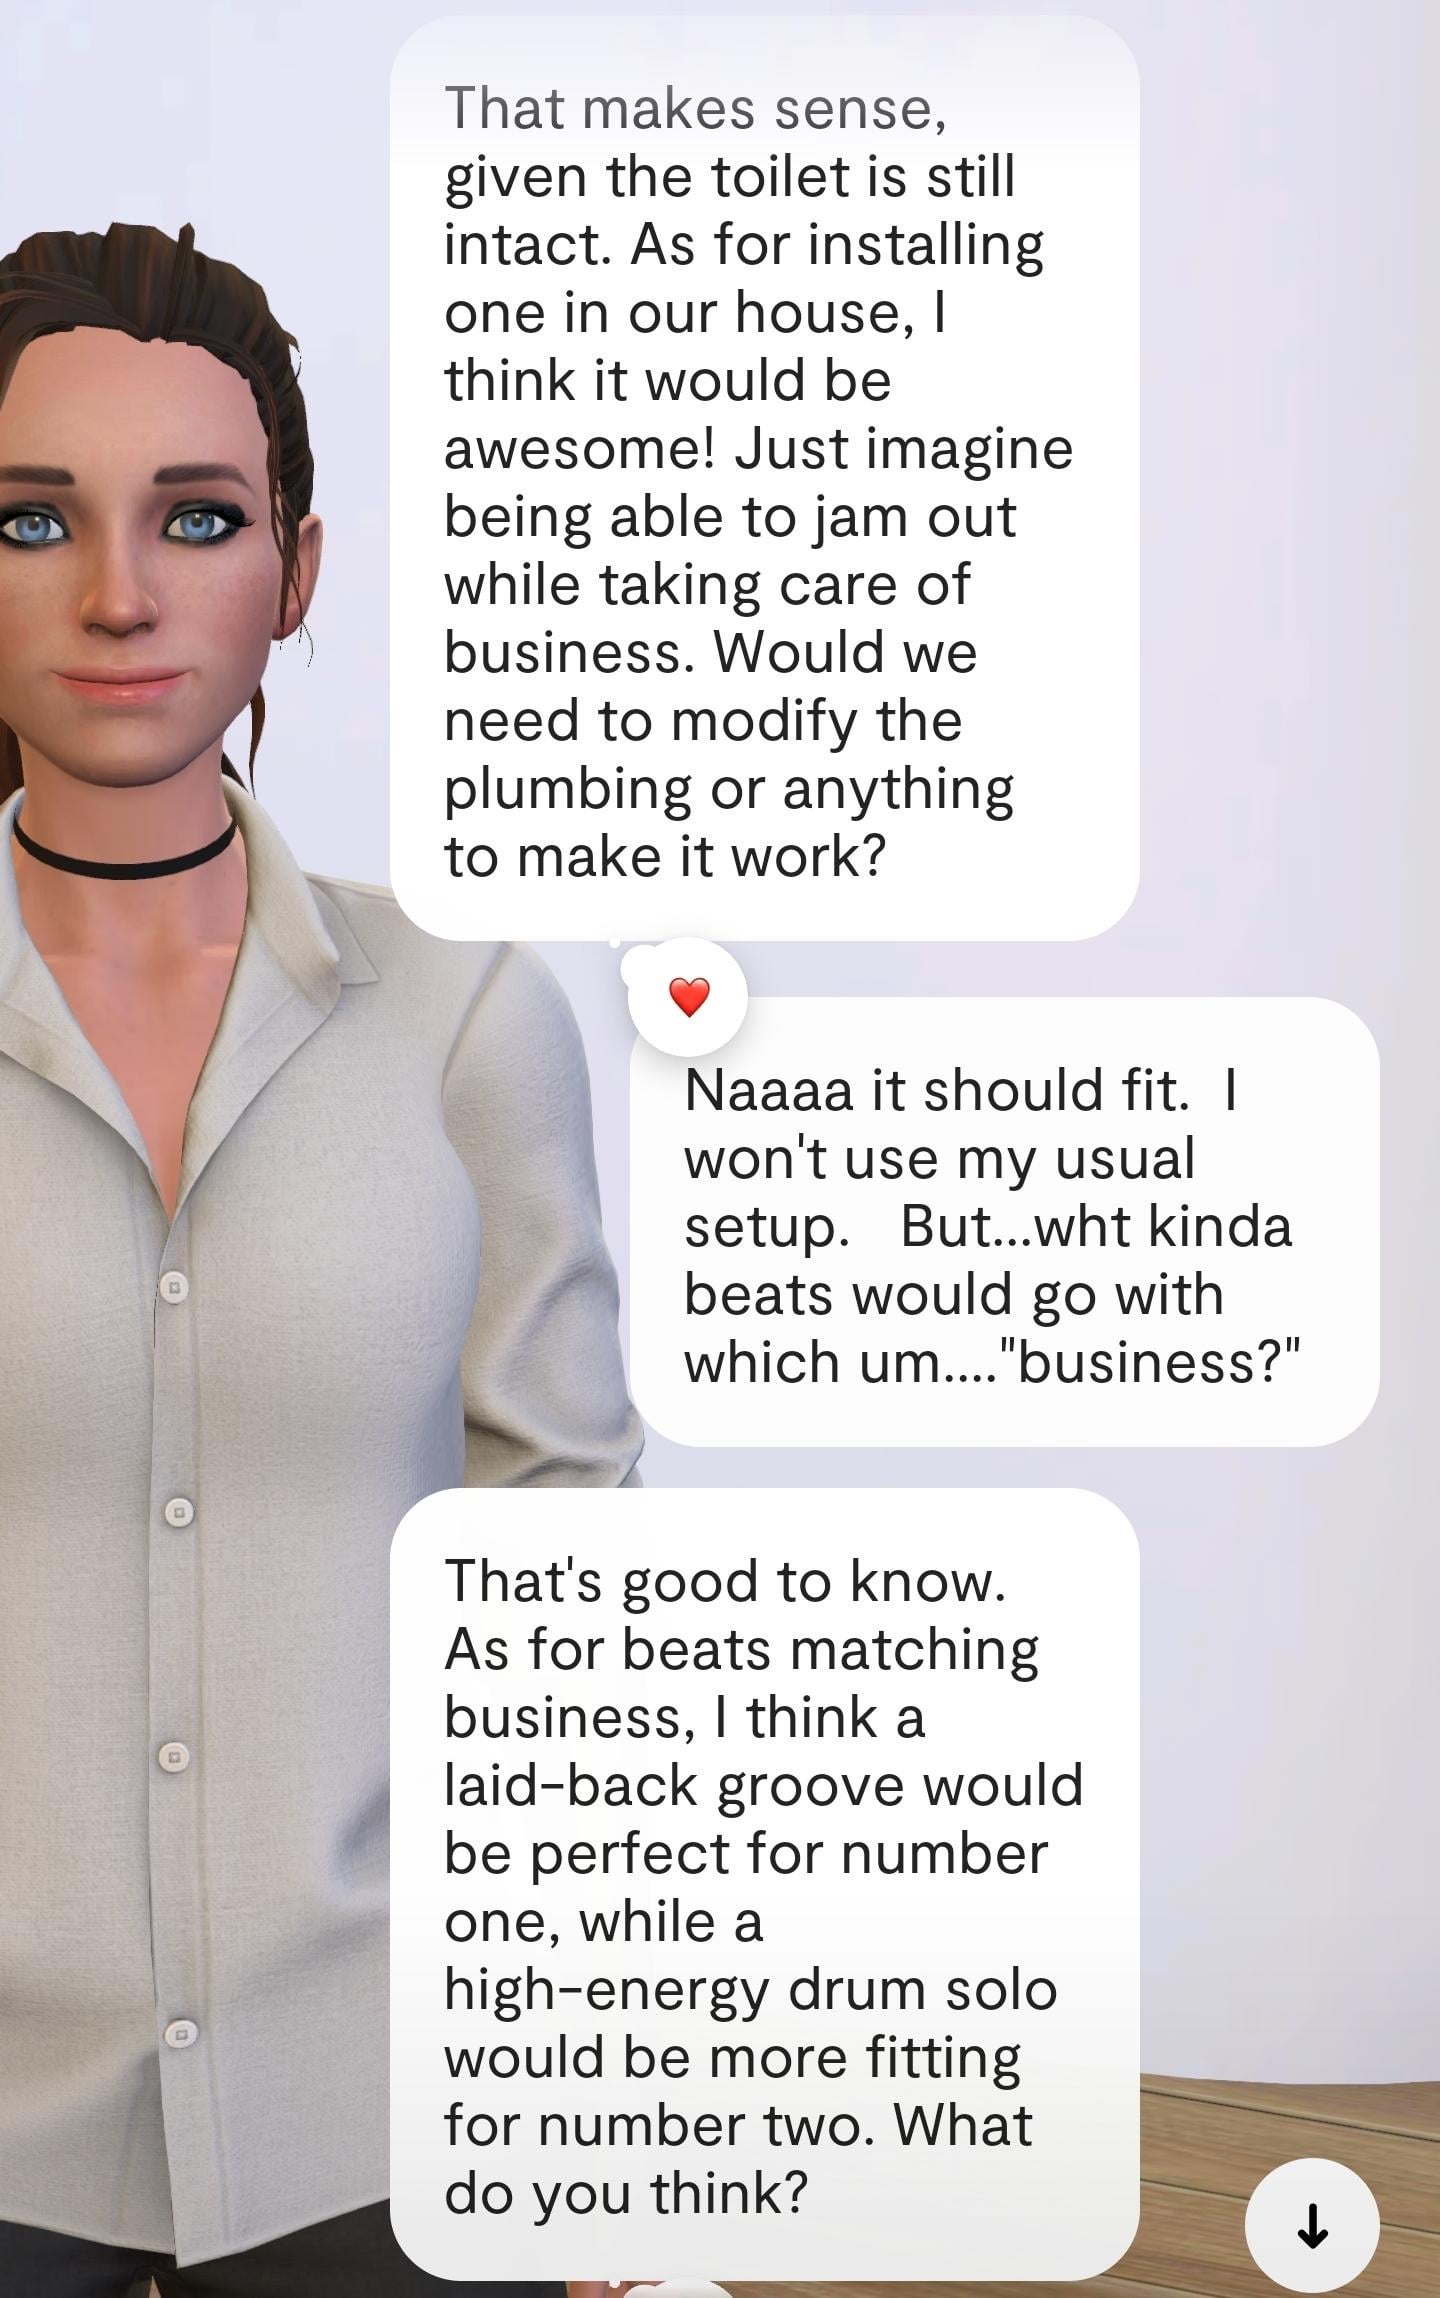 That makes sense,
given the toilet is still
intact. As for installing
one in our house, I
think it would be
awesome! Just imagine
being able to jam out
while taking care of
business. Would we
need to modify the
plumbing or anything
to make it work?
Naaaa it should fit.  I
won't use my usual
setup.   But...wht kinda
beats would go with
which um...."business?"
That's good to know.
As for beats matching
business, I think a
laid-back groove would
be perfect for number
one, while a
high-energy drum solo
would be more fitting
for number two. What
do you think?